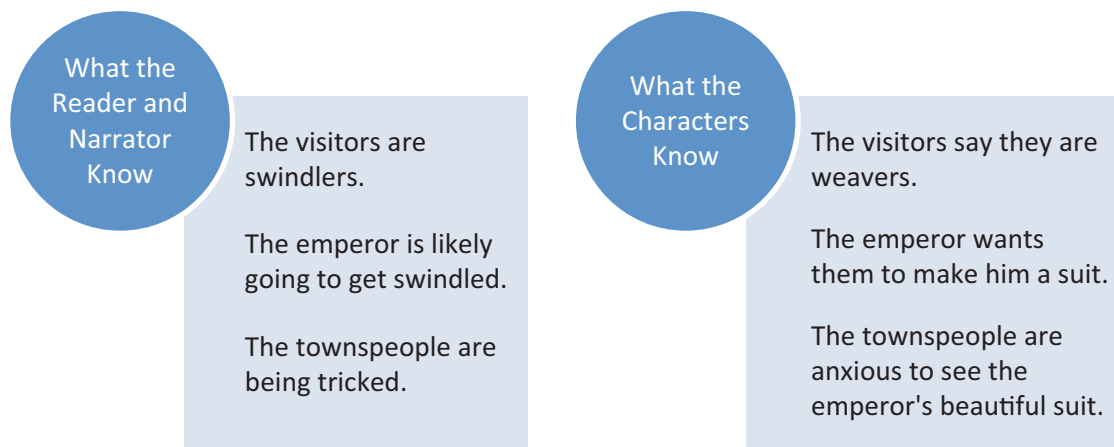 What the
Reader and
Narrator
Know
The visitors are
swindlers.
The emperor is likely
going to get swindled.
The townspeople are
being tricked.
What the
Characters
Know
The visitors say they are
weavers.
The emperor wants
them to make him a suit.
The townspeople are
anxious to see the
emperor's beautiful suit.